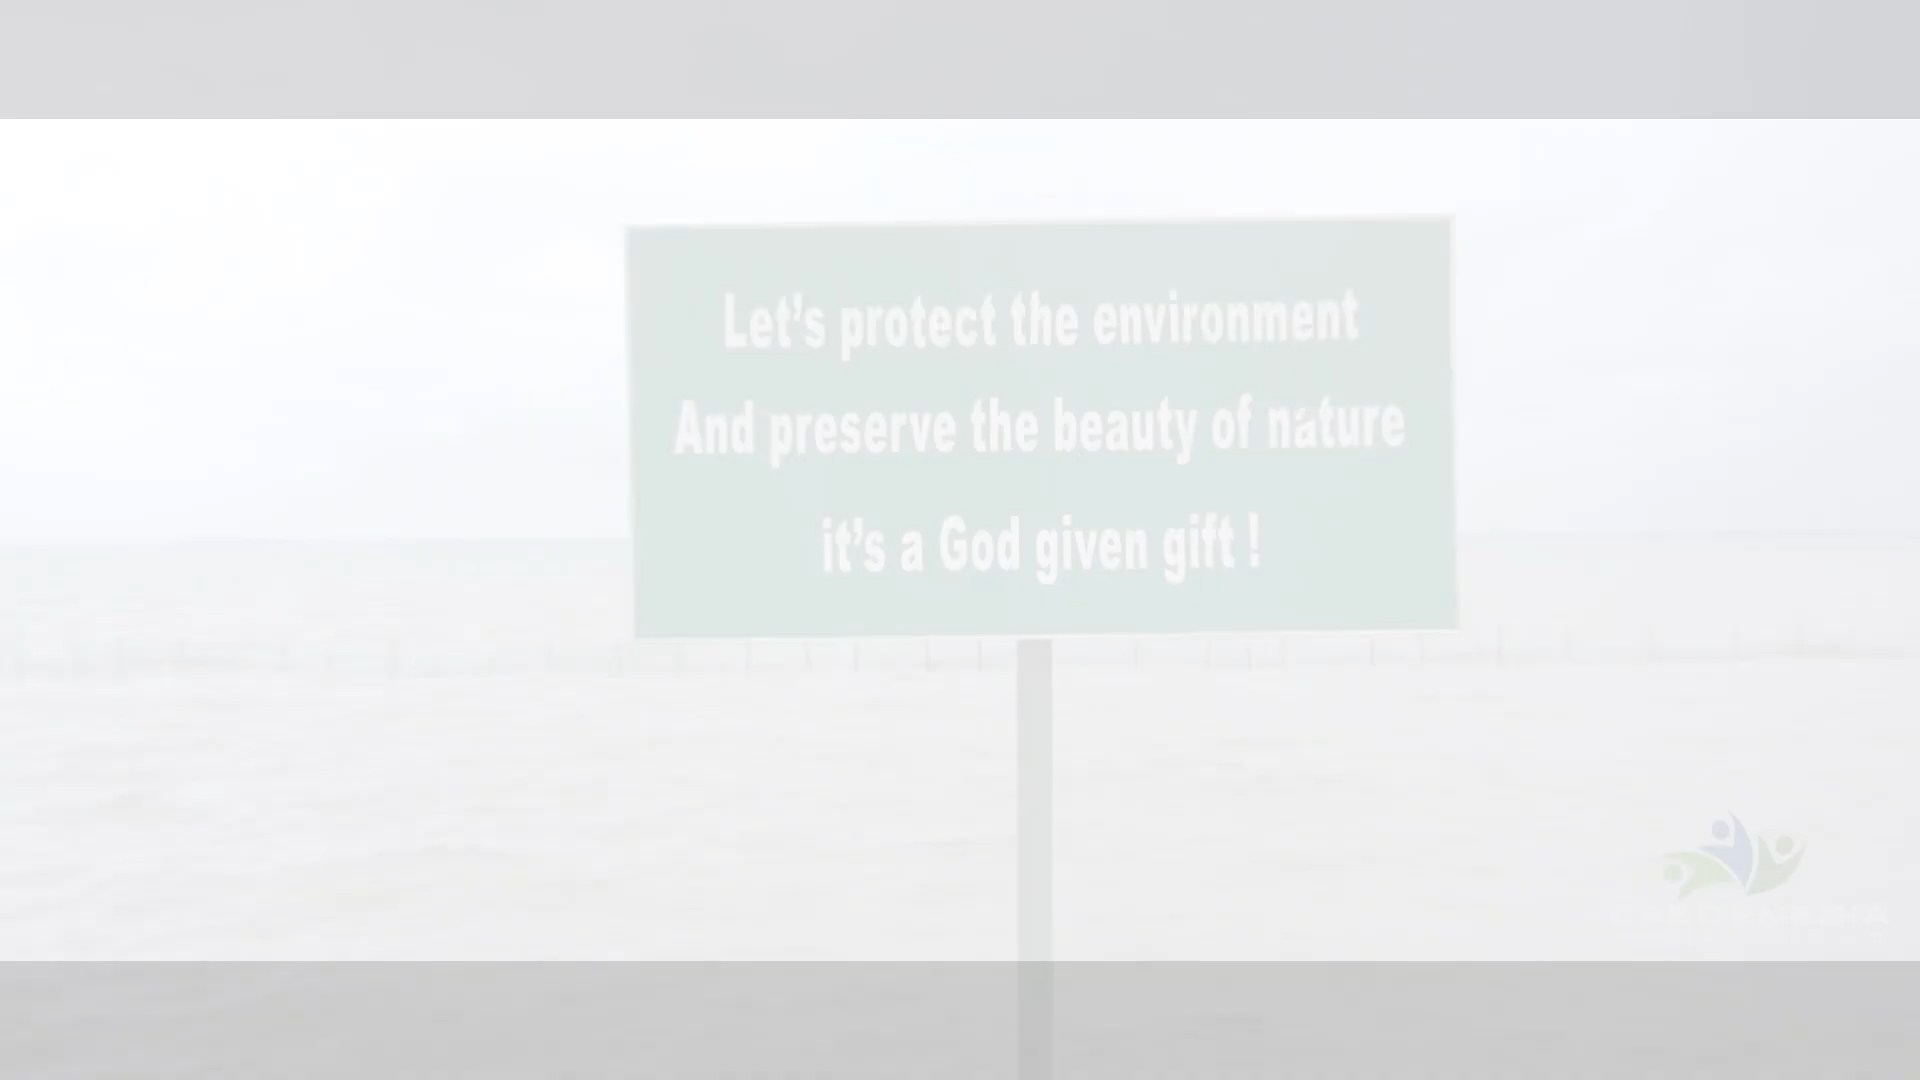 Let's protect the environment
And preserve the beauty of nature
it's a God given gift !